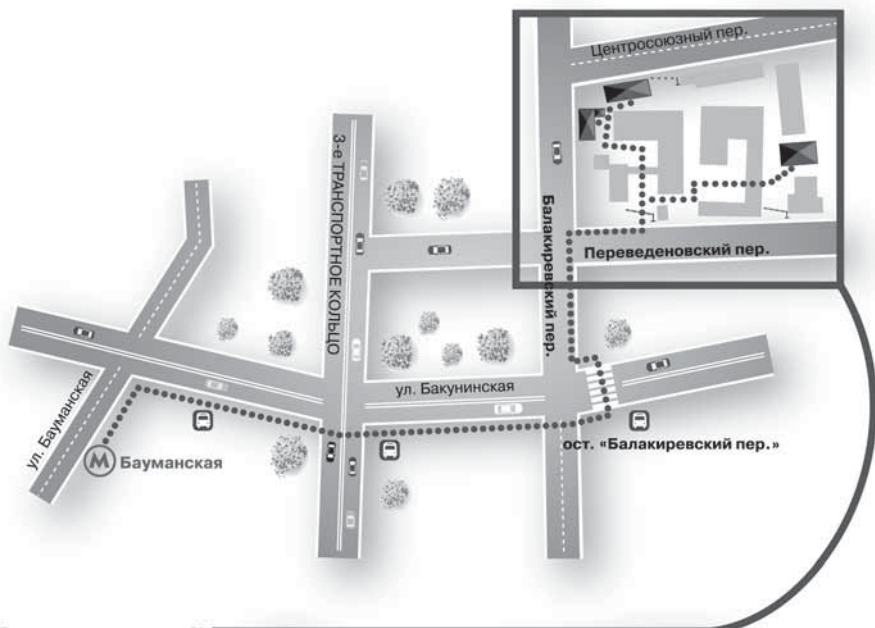 Центросоюзный пер.
3-е ТРАНСПОРТНОЕ КОЛЬЦО
Балакиревский пер.
Переведеновский пер.
ул. Бакунинская
ул. Бауманская
М Бауманская
ост. «Балакиревский пер.»